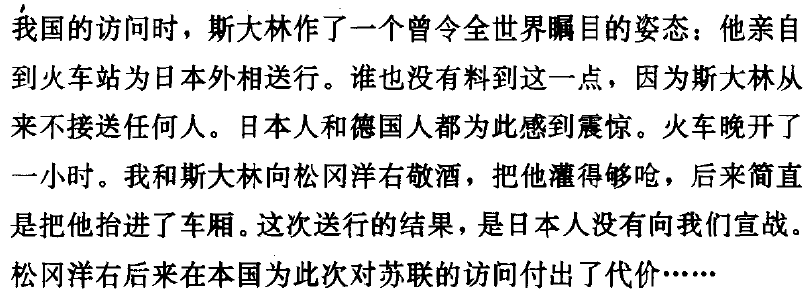 我国的访问时，斯大林作了一个曾令全世界瞩目的姿态：他亲自
到火车站为日本外相送行。谁也没有料到这一点，因为斯大林从
来不接送任何人。日本人和德国人都为此感到震惊。火车晚开了
一小时。我和斯大林向松冈洋右敬酒，把他灌得够呛，后来简直
是把他抬进了车厢。这次送行的结果，是日本人没有向我们宣战。
松冈洋右后来在本国为此次对苏联的访问付出了代价……